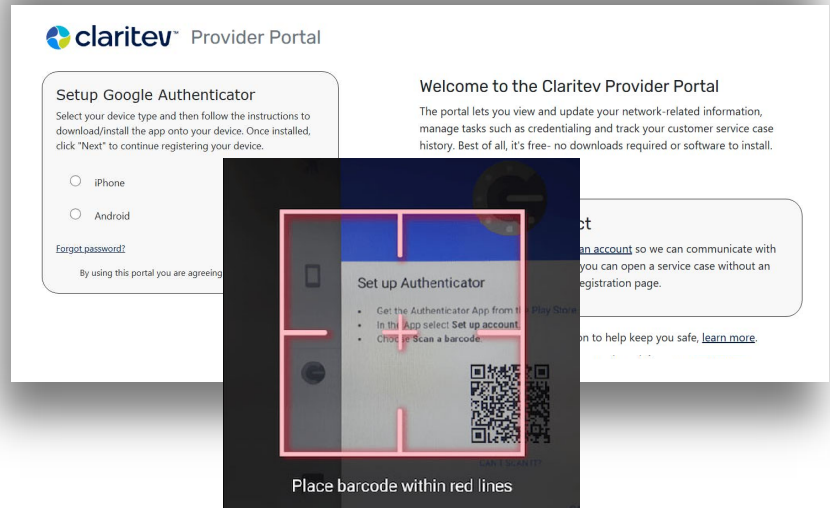 claritev™ Provider Portal
Setup Google Authenticator
Select your device type and then follow the instructions to
download/install the app onto your device. Once installed,
click "Next" to continue registering your device.
iPhone
Android
Forgot password?
By using this portal you are agreeing
Welcome to the Claritev Provider Portal
The portal lets you view and update your network-related information,
manage tasks such as credentialing and track your customer service case
history. Best of all, it's free- no downloads required or software to install.
ct
an account so we can communicate with
you can open a service case without an
egistration page.
on to help keep you safe, learn more.
Set up Authenticator
• Get the Authenticator App from the Play Store
• In the App select Set up account.
• Choose Scan a barcode.
CAN'T SCAN IT?
Place barcode within red lines